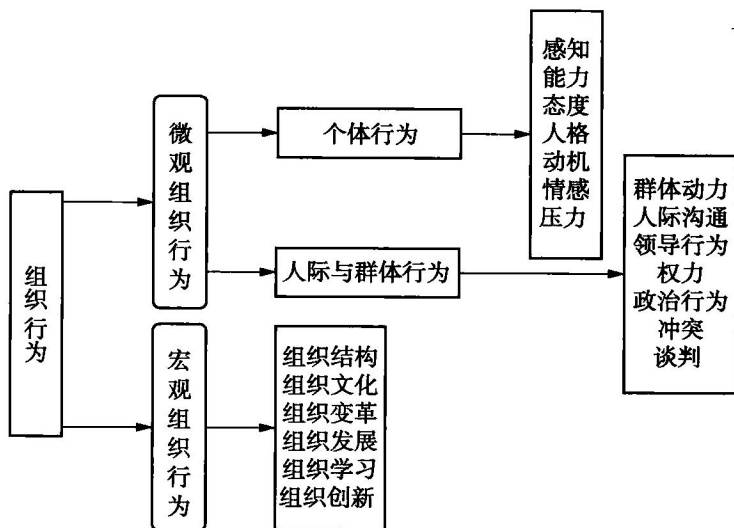 组织行为
微观组织行为
个体行为
感知
能力
态度
人格
动机
情感
压力
人际与群体行为
群体动力
人际沟通
领导行为
权力
政治行为
冲突
谈判
宏观组织行为
组织结构
组织文化
组织变革
组织发展
组织学习
组织创新